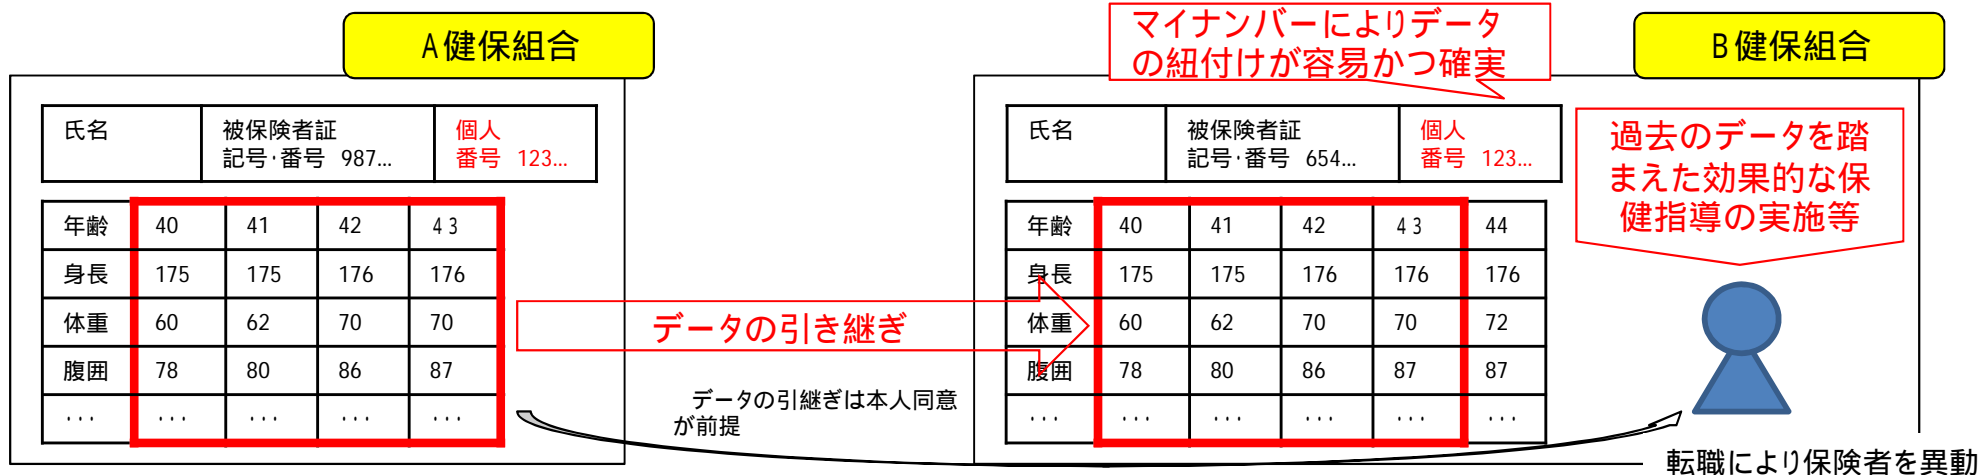 A健保組合
氏名 被保険者証 個人
記号・番号 987... 番号 123...
年齢 40 41 42 43
身長 175 175 176 176
体重 60 62 70 70
腹囲 78 80 86 87
... ... ... ... ...
データの引き継ぎ
データの引継ぎは本人同意
が前提
マイナンバーによりデータ
の紐付けが容易かつ確実
B健保組合
氏名 被保険者証 個人
記号・番号 654... 番号 123...
年齢 40 41 42 43 44
身長 175 175 176 176 176
体重 60 62 70 70 72
腹囲 78 80 86 87 87
... ... ... ... ... ...
過去のデータを踏
まえた効果的な保
健指導の実施等
転職により保険者を異動